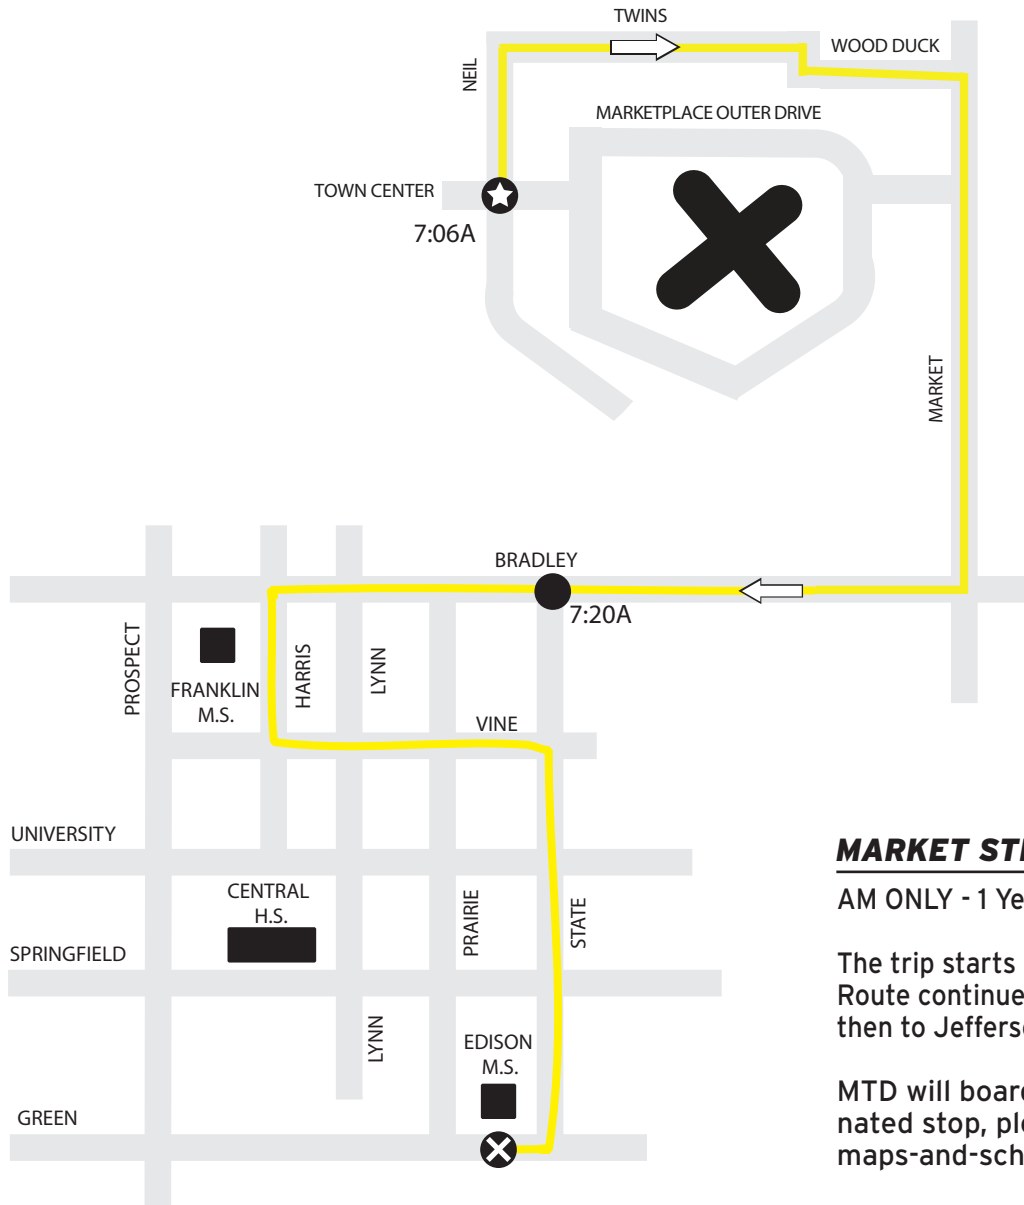 TWINS
WOOD DUCK
NEIL
MARKETPLACE OUTER DRIVE
TOWN CENTER
7:06A
MARKET
BRADLEY
7:20A
PROSPECT
HARRIS
LYNN
FRANKLIN
M.S.
VINE
UNIVERSITY
CENTRAL
H.S.
PRAIRIE
STATE
SPRINGFIELD
LYNN
EDISON
M.S.
GREEN
MARKET ST
AM ONLY - 1 Ye
The trip starts
Route continue
then to Jeffers
MTD will board
nated stop, ple
maps-and-sch